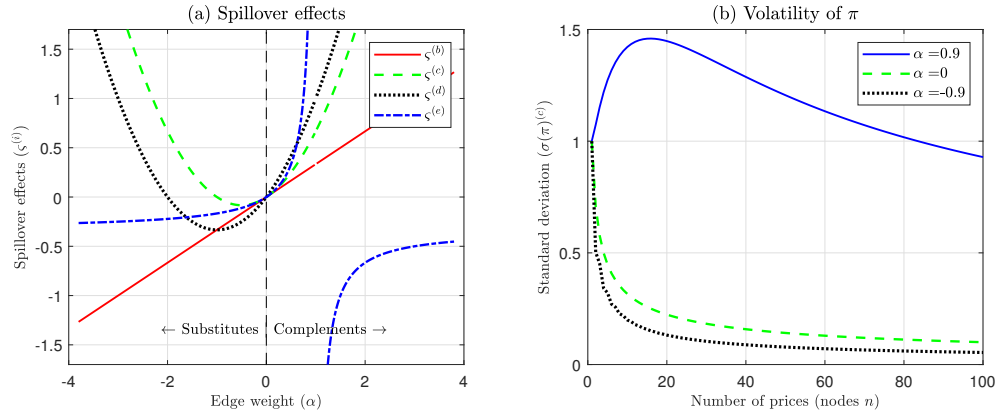 (a) Spillover effects
Spillover effects (ς^(i))
1.5
1
0.5
0
-0.5
-1
-1.5
ς^(b)
ς^(c)
ς^(d)
ς^(e)
← Substitutes
Complements →
-4 -2 0 2 4
Edge weight (α)
(b) Volatility of π
Standard deviation (σ(π)^(c))
1.5
1
0.5
0
α =0.9
α =0
α =-0.9
0 20 40 60 80 100
Number of prices (nodes n)